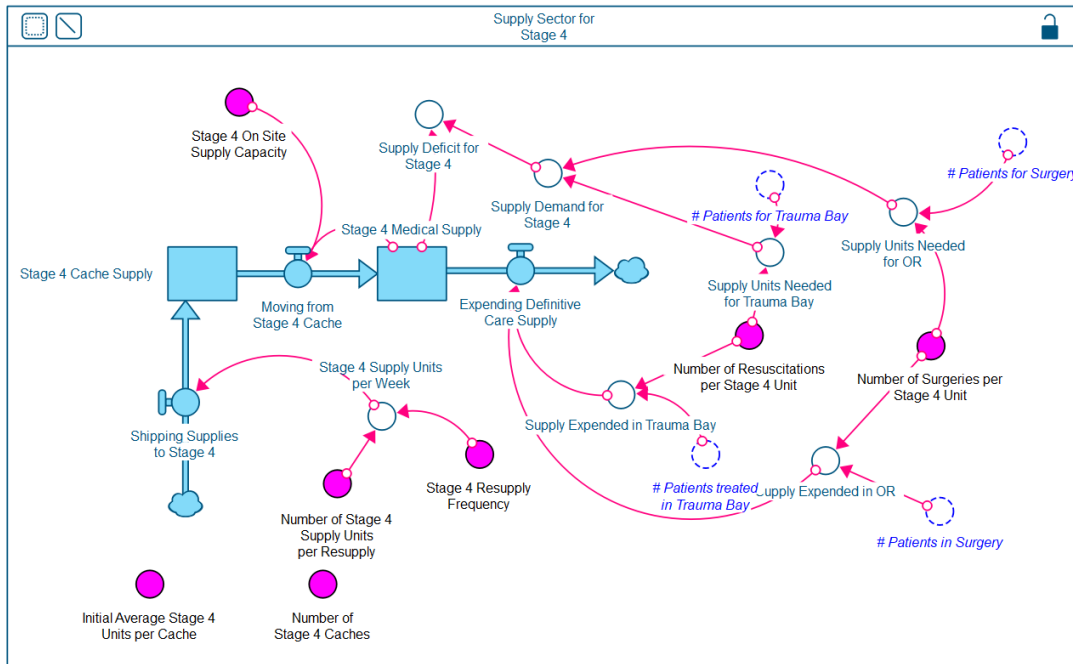 Supply Sector for
Stage 4
Stage 4 On Site
Supply Capacity
Supply Deficit for
Stage 4
# Patients for Surgery
Supply Demand for
Stage 4
# Patients for Trauma Bay
Stage 4 Medical Supply
Supply Units Needed
for OR
Stage 4 Cache Supply
Moving from
Stage 4 Cache
Expending Definitive
Care Supply
Supply Units Needed
for Trauma Bay
Stage 4 Supply Units
per Week
Number of Resuscitations
per Stage 4 Unit
Number of Surgeries per
Stage 4 Unit
Shipping Supplies
to Stage 4
Supply Expended in Trauma Bay
Stage 4 Resupply
Frequency
# Patients treated
in Trauma Bay
Supply Expended in OR
Number of Stage 4
Supply Units
per Resupply
# Patients in Surgery
Initial Average Stage 4
Units per Cache
Number of
Stage 4 Caches